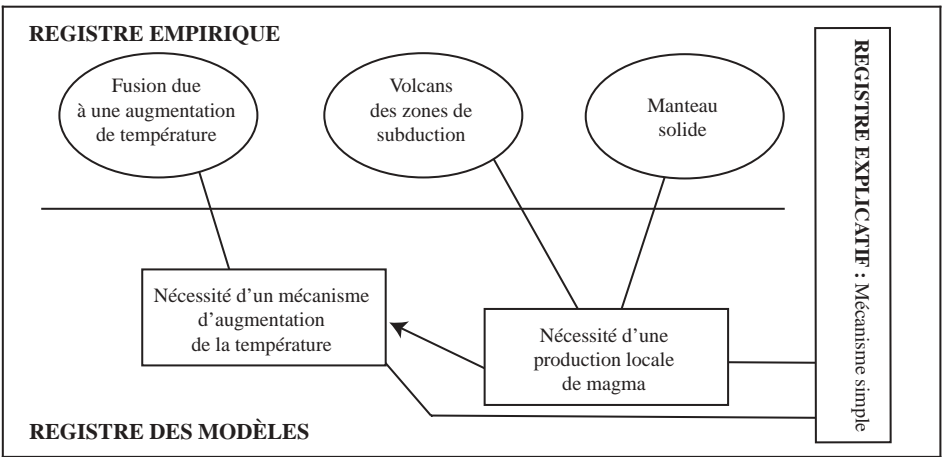 REGISTRE EMPIRIQUE
Fusion due
à une augmentation
de température
Volcans
des zones de
subduction
Manteau
solide
REGISTRE EXPLICATIF : Mécanisme simple
Nécessité d’un mécanisme
d’augmentation
de la température
Nécessité d’une
production locale
de magma
REGISTRE DES MODÈLES